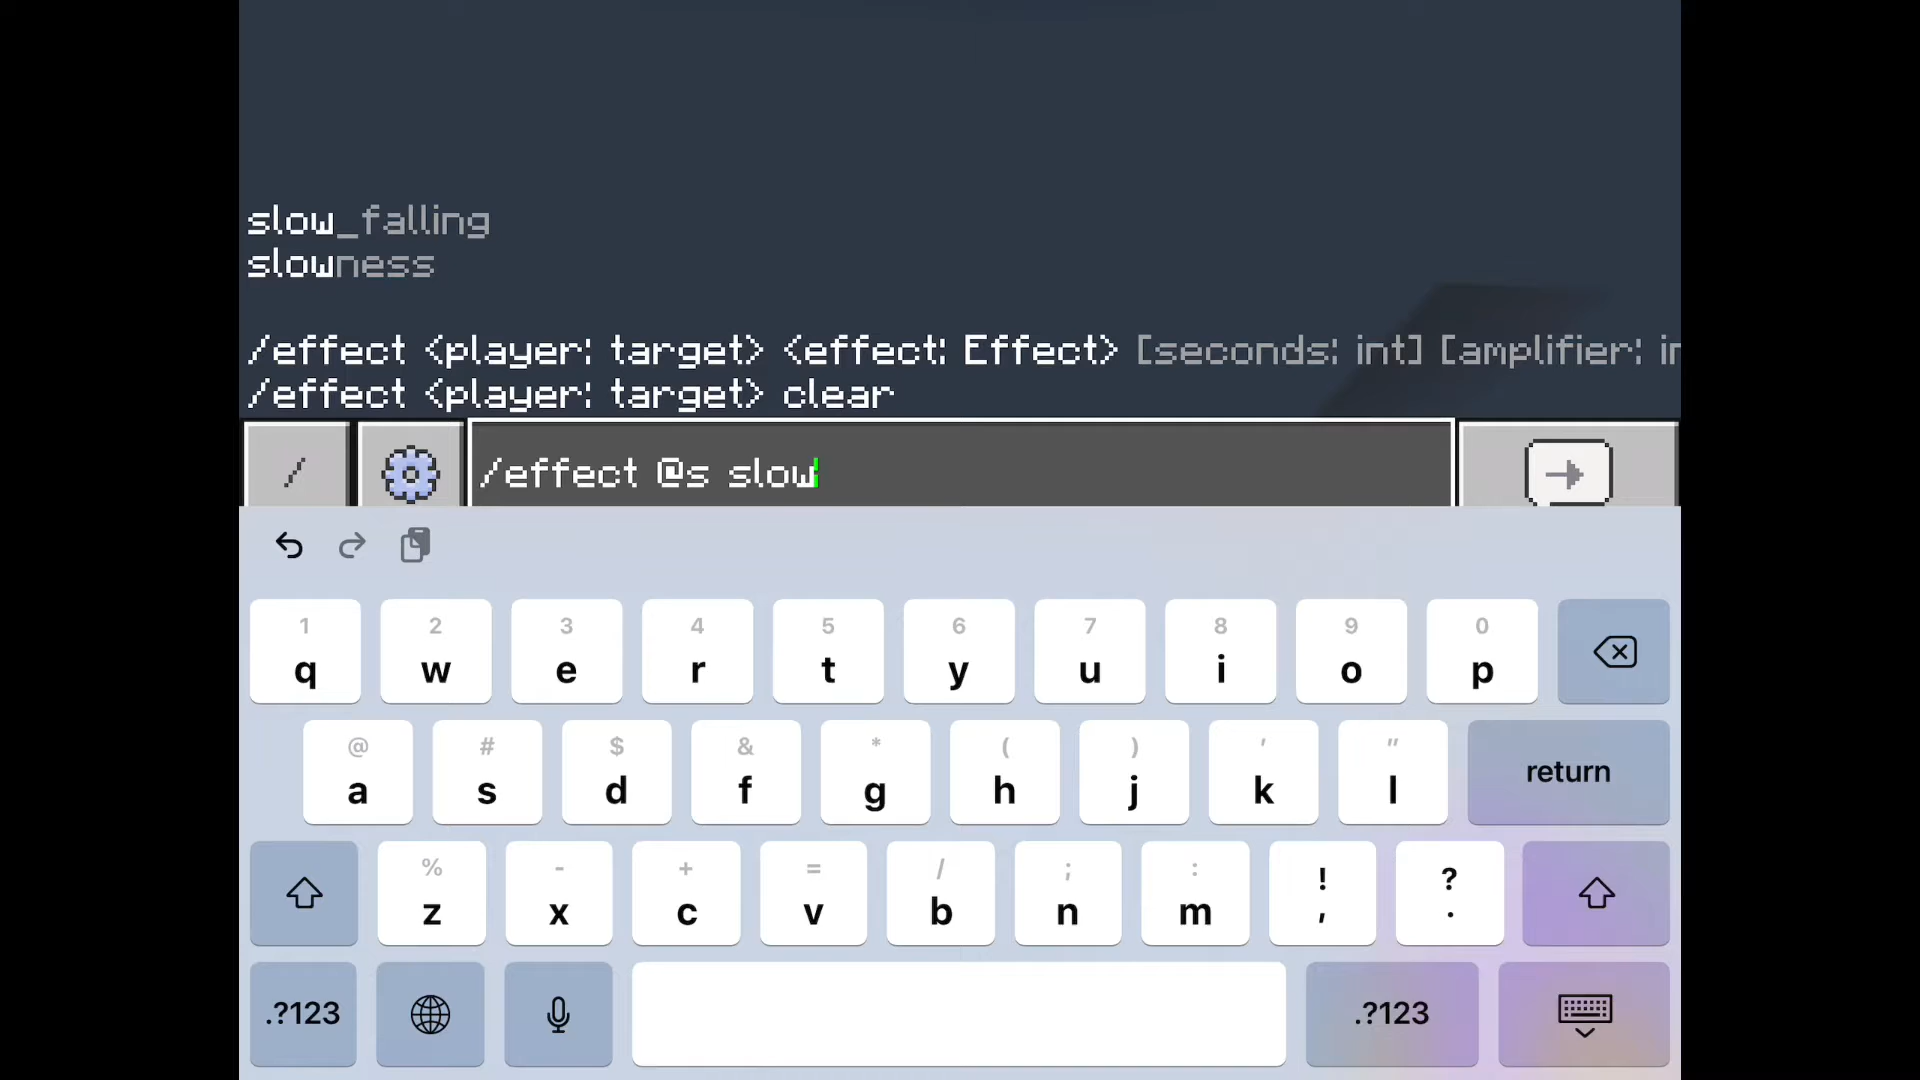 slow_falling
slowness
/effect <player: target> <effect: Effect> [seconds: int] [amplifier: in
/effect <player: target> clear
/ /effect @s slow
1 2 3 4 5 6 7 8 9 0
q w e r t y u i o p
@ # $ & * ( ) ' "
a s d f g h j k l return
% - + = / ; : ! ?
z x c v b n m , .
.?123 .?123